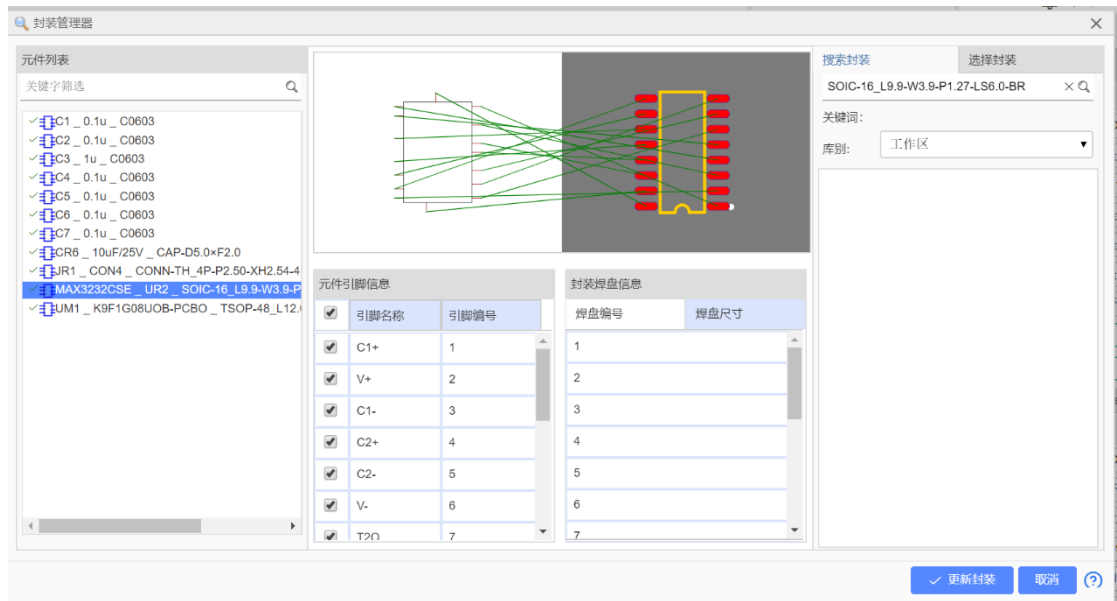 封装管理器
元件列表
关键字筛选
C1 _ 0.1u _ C0603
C2 _ 0.1u _ C0603
C3 _ 1u _ C0603
C4 _ 0.1u _ C0603
C5 _ 0.1u _ C0603
C6 _ 0.1u _ C0603
C7 _ 0.1u _ C0603
CR6 _ 10uF/25V _ CAP-D5.0×F2.0
JR1 _ CON4 _ CONN-TH_4P-P2.50-XH2.54-4
MAX3232CSE _ UR2 _ SOIC-16_L9.9-W3.9-P
UM1 _ K9F1G08UOB-PCBO _ TSOP-48_L12.
元件引脚信息
引脚名称 引脚编号
C1+ 1
V+ 2
C1- 3
C2+ 4
C2- 5
V- 6
T2O 7
封装焊盘信息
焊盘编号 焊盘尺寸
1
2
3
4
5
6
7
搜索封装 选择封装
SOIC-16_L9.9-W3.9-P1.27-LS6.0-BR
关键词:
库别: 工作区
更新封装 取消 ?